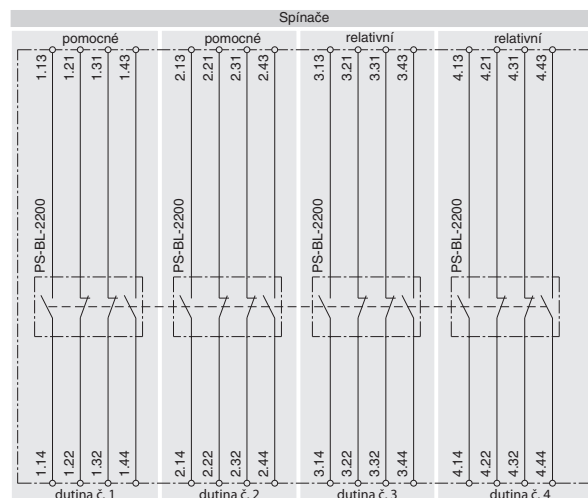 Spínače
pomocné
pomocné
relativní
relativní
1.13
1.21
1.31
1.43
2.13
2.21
2.31
2.43
3.13
3.21
3.31
3.43
4.13
4.21
4.31
4.43
PS-BL-2200
PS-BL-2200
PS-BL-2200
PS-BL-2200
1.14
1.22
1.32
1.44
2.14
2.22
2.32
2.44
3.14
3.22
3.32
3.44
4.14
4.22
4.32
4.44
dutina č. 1
dutina č. 2
dutina č. 3
dutina č. 4